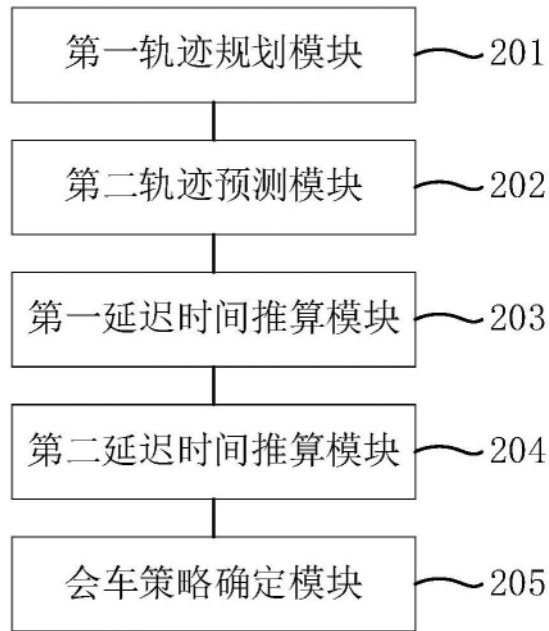 第一轨迹规划模块 201
第二轨迹预测模块 202
第一延迟时间推算模块 203
第二延迟时间推算模块 204
会车策略确定模块 205